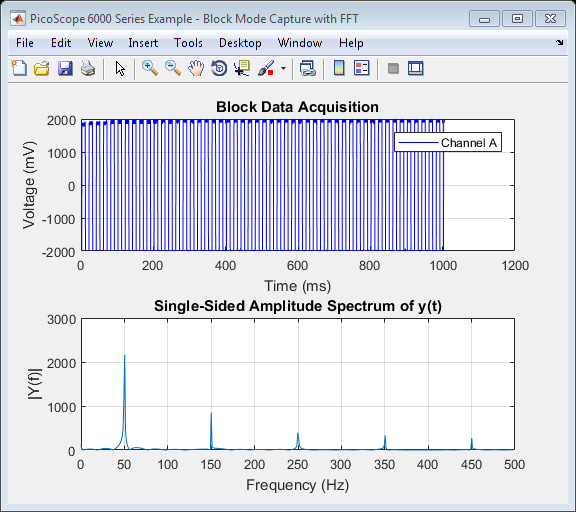 PicoScope 6000 Series Example - Block Mode Capture with FFT
File Edit View Insert Tools Desktop Window Help
Block Data Acquisition
2000
1000
0
-1000
-2000
Voltage (mV)
Channel A
0 200 400 600 800 1000 1200
Time (ms)
Single-Sided Amplitude Spectrum of y(t)
3000
2000
1000
0
|Y(f)|
0 50 100 150 200 250 300 350 400 450 500
Frequency (Hz)